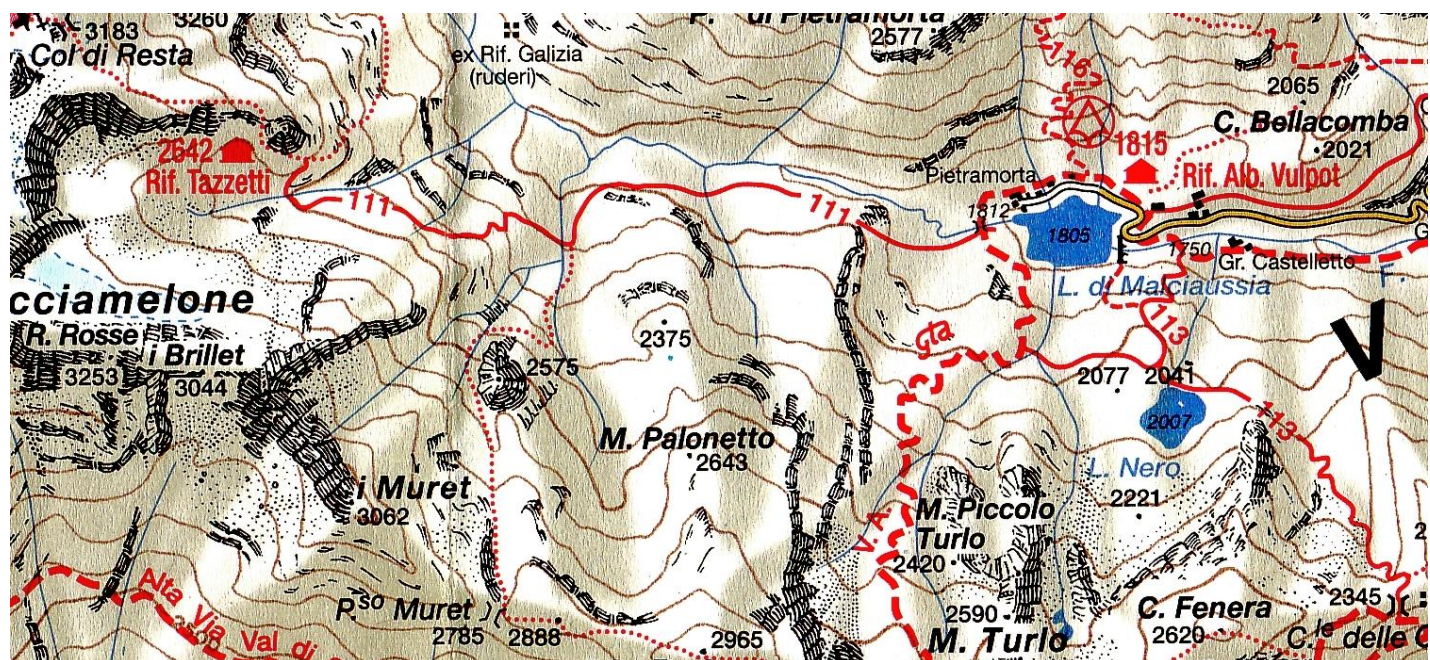 3183
3260
Col di Resta
ex Rif. Galizia
(ruderi)
di Pietramorta
2577
116
2065
C. Bellacomba
2021
2642
Rif. Tazzetti
111
111
Pietramorta
1815
Rif. Alb. Vulpot
1812
1805
1750
Gr. Castelletto
L. di Malciaussia
F.
V
cciamelone
R. Rosse
i Brillet
3253
3044
2575
2375
gta
113
2077
2041
2007
113
M. Palonetto
2643
L. Nero
2221
i Muret
3062
M. Piccolo
Turlo
2420
V.A.
Alta Via Val di
Pso Muret
2785
2888
2965
2590
M. Turlo
C. Fenera
2620
2345
C.le delle C